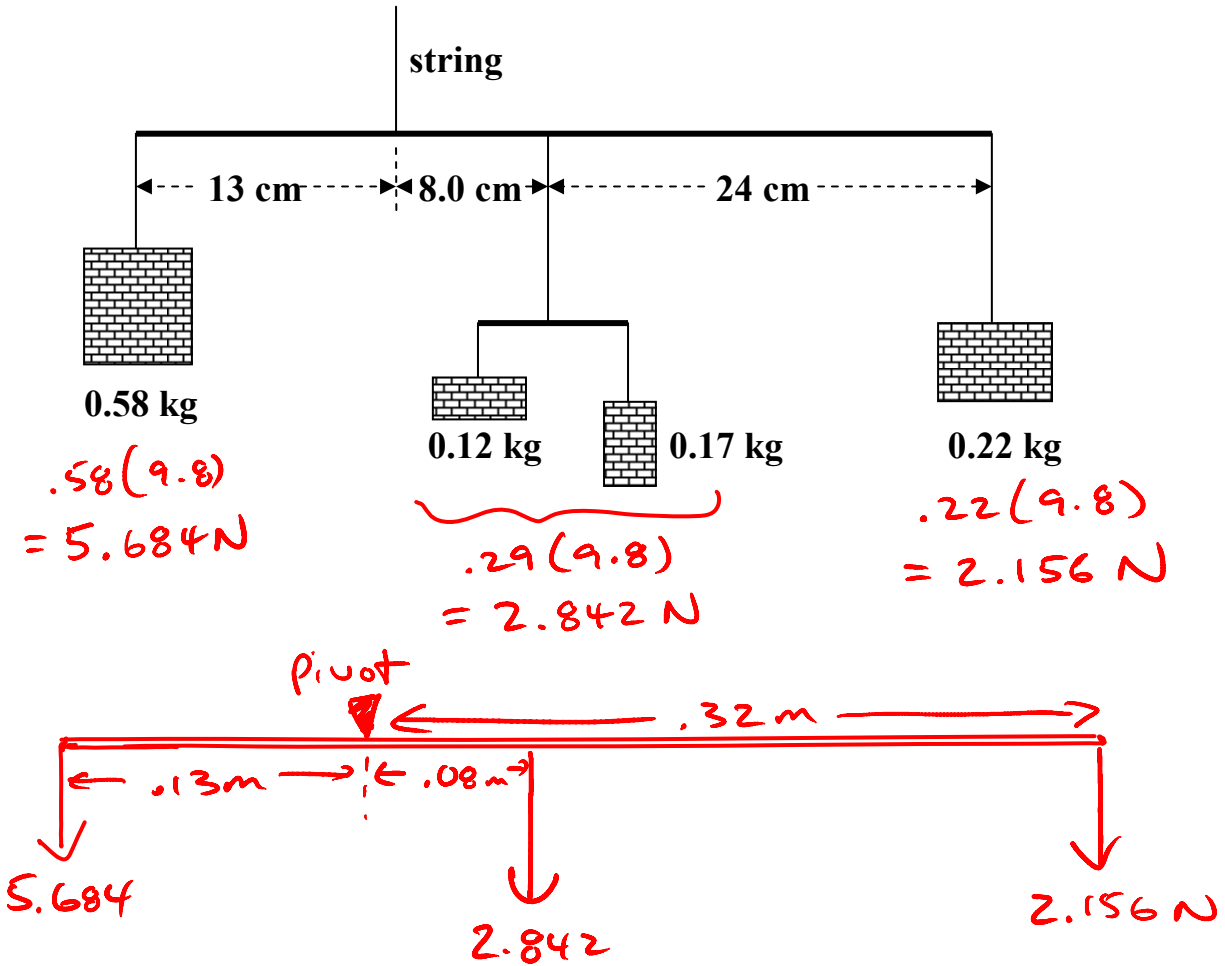 string
13 cm 8.0 cm 24 cm
0.58 kg
0.12 kg 0.17 kg 0.22 kg
.58(9.8)
= 5.684N
.29(9.8)
= 2.842 N
.22(9.8)
= 2.156 N
Pivot
.32m
.13m .08m
5.684
2.842
2.156 N